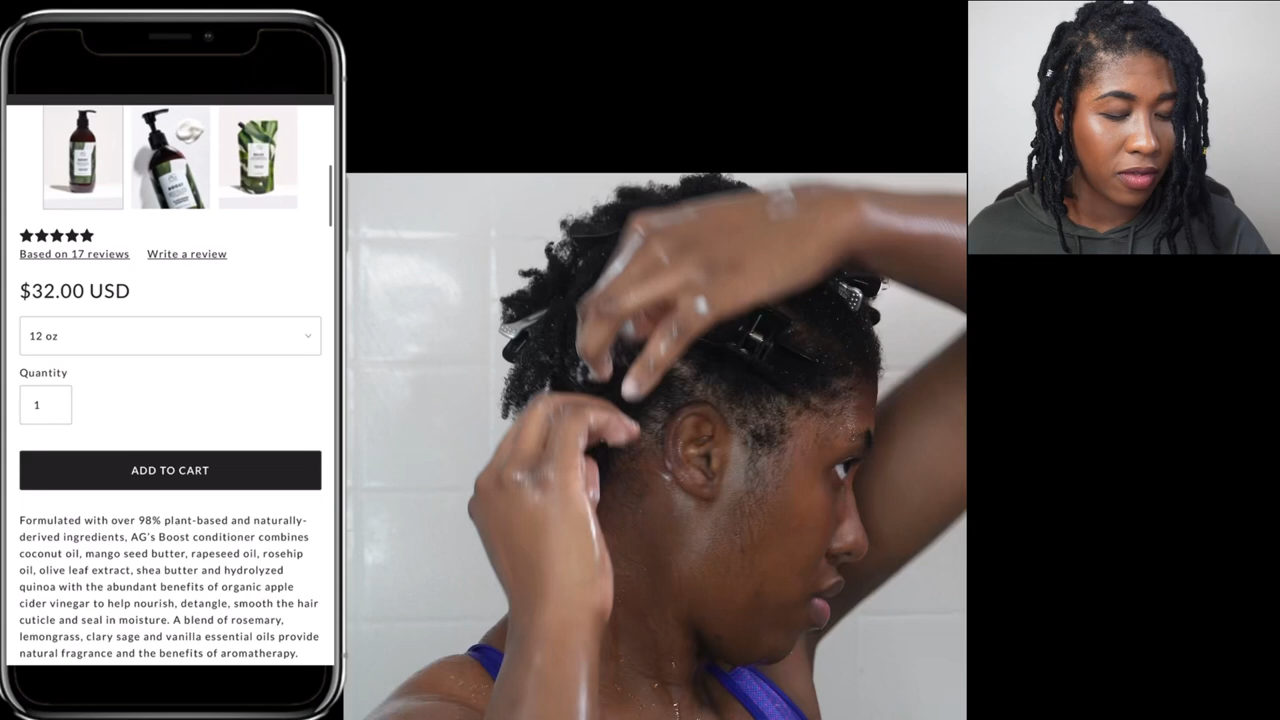 Based on 17 reviews Write a review
$32.00 USD
12 oz
Quantity
1
ADD TO CART
Formulated with over 98% plant-based and naturally-
derived ingredients, AG's Boost conditioner combines
coconut oil, mango seed butter, rapeseed oil, rosehip
oil, olive leaf extract, shea butter and hydrolyzed
quinoa with the abundant benefits of organic apple
cider vinegar to help nourish, detangle, smooth the hair
cuticle and seal in moisture. A blend of rosemary,
lemongrass, clary sage and vanilla essential oils provide
natural fragrance and the benefits of aromatherapy.